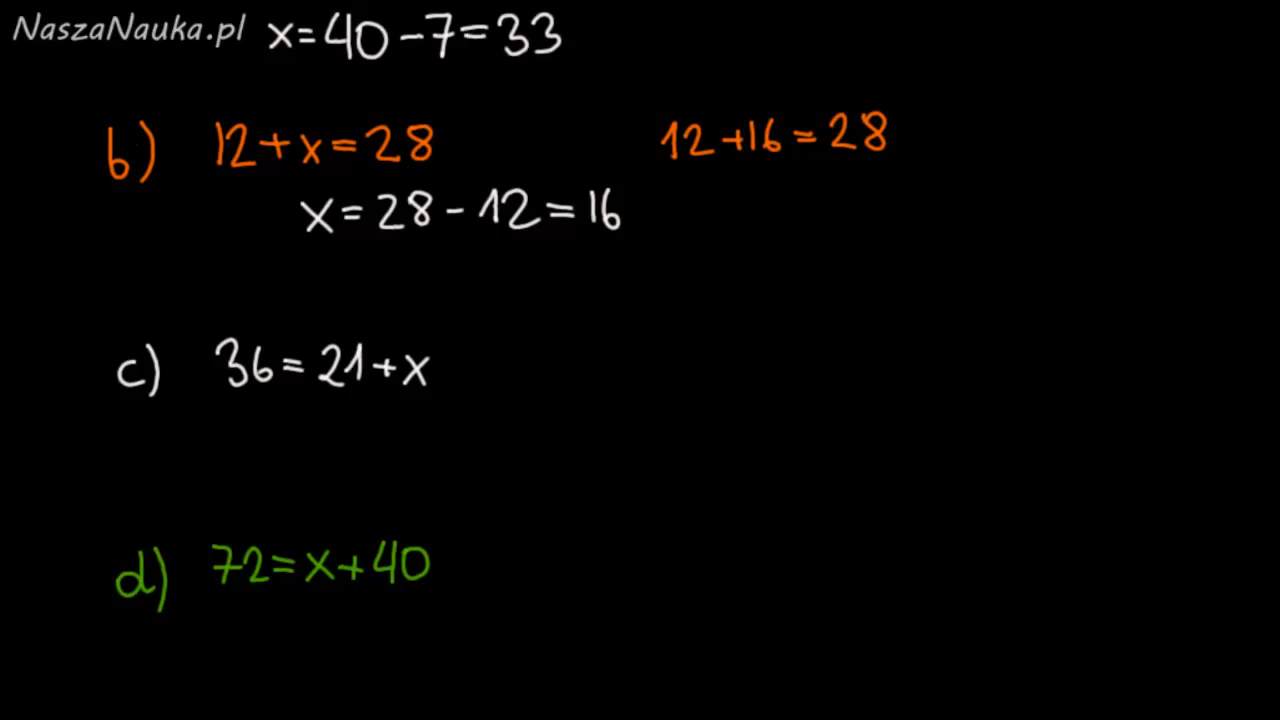 NaszaNauka.pl x=40-7=33
b) 12+x=28 12+16=28
x=28-12=16
c) 36=21+x
d) 72=x+40